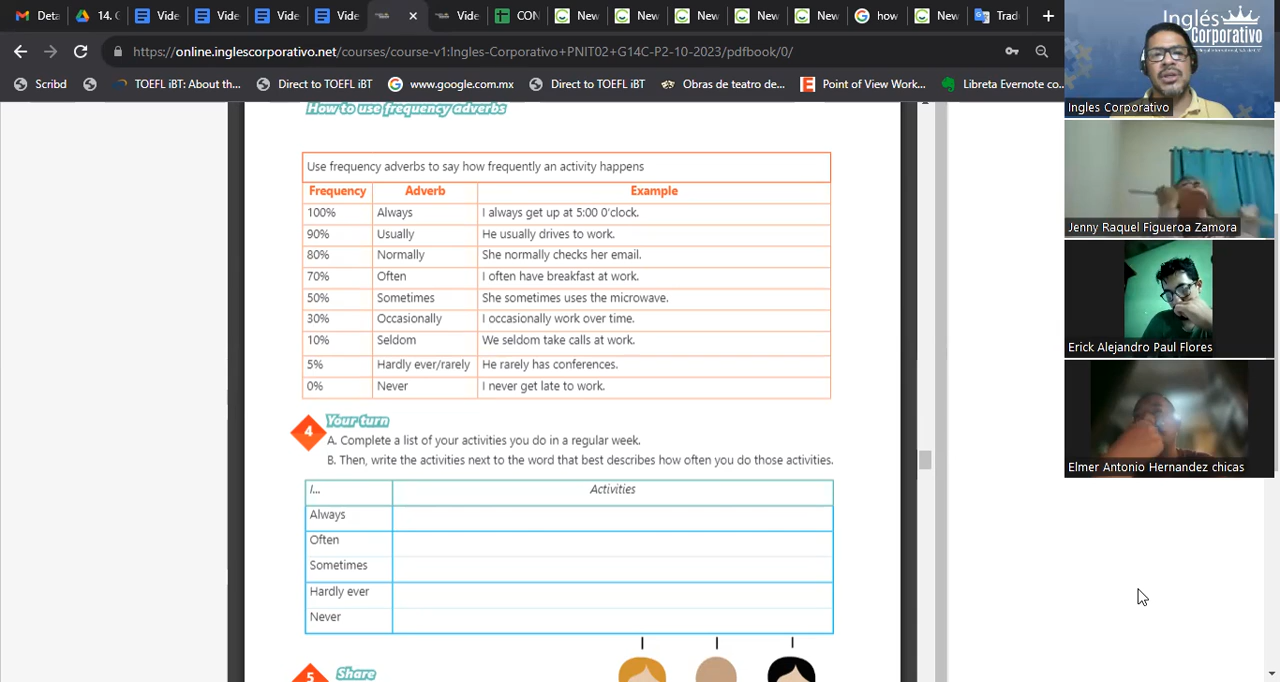 Deta
14. C
Vide
Vide
Vide
Vide
Vide
CON
New
New
New
New
New
how
New
Trad
https://online.inglescorporativo.net/courses/course-v1:Ingles-Corporativo+PNIT02+G14C-P2-10-2023/pdfbook/0/
Scribd
TOEFL iBT: About th...
Direct to TOEFL iBT
www.google.com.mx
Direct to TOEFL iBT
Obras de teatro de...
Point of View Work...
Libreta Evernote co...
How to use frequency adverbs
Use frequency adverbs to say how frequently an activity happens
Frequency Adverb Example
100% Always I always get up at 5:00 0'clock.
90% Usually He usually drives to work.
80% Normally She normally checks her email.
70% Often I often have breakfast at work.
50% Sometimes She sometimes uses the microwave.
30% Occasionally I occasionally work over time.
10% Seldom We seldom take calls at work.
5% Hardly ever/rarely He rarely has conferences.
0% Never I never get late to work.
4 Your turn
A. Complete a list of your activities you do in a regular week.
B. Then, write the activities next to the word that best describes how often you do those activities.
I... Activities
Always
Often
Sometimes
Hardly ever
Never
5 Share
Inglés
Corporativo
Ingles Corporativo
Jenny Raquel Figueroa Zamora
Erick Alejandro Paul Flores
Elmer Antonio Hernandez chicas